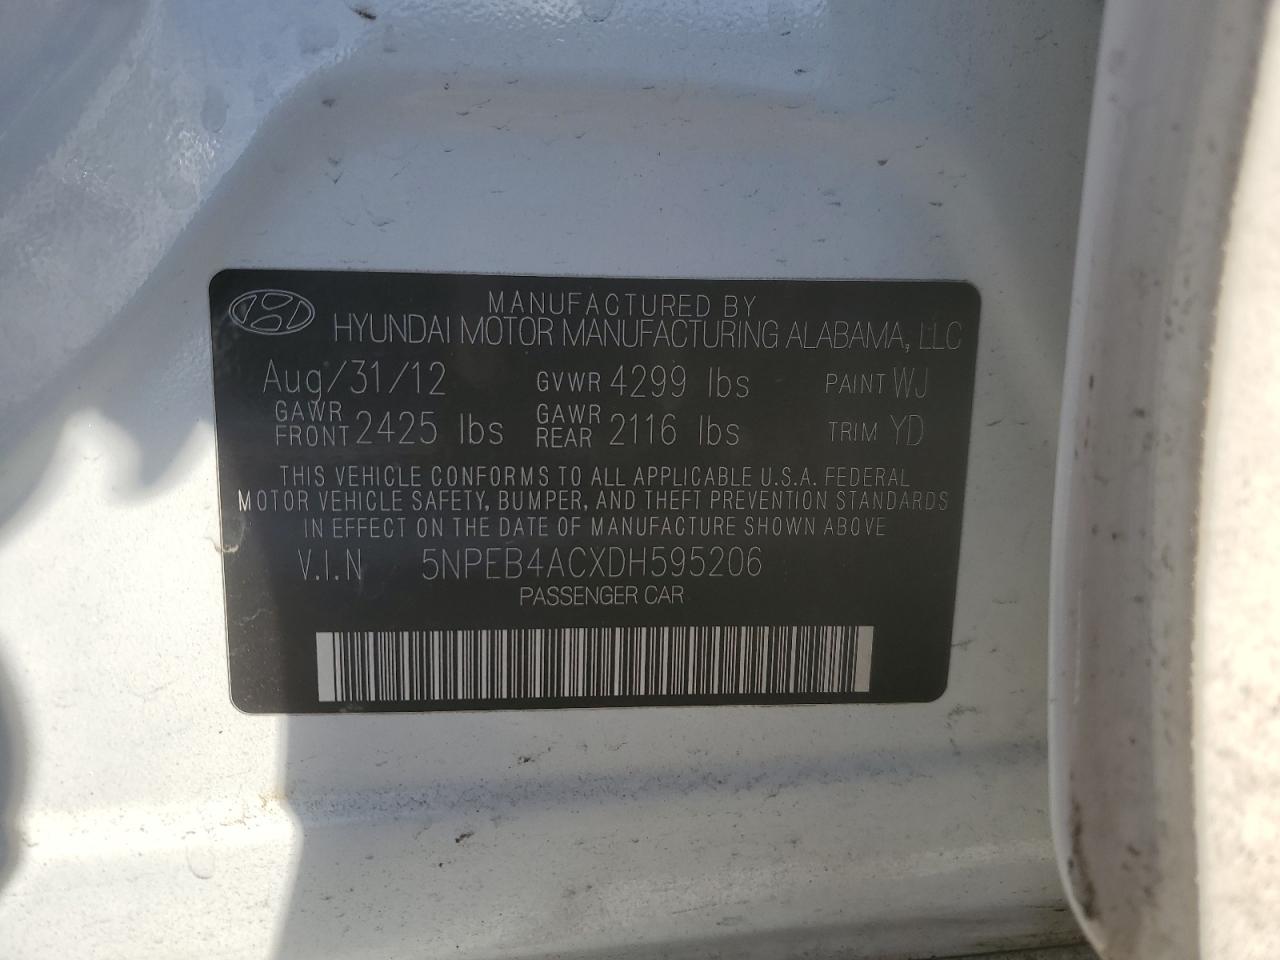 MANUFACTURED BY
HYUNDAI MOTOR MANUFACTURING ALABAMA, LLC
Aug/31/12 GVWR 4299 lbs PAINT WJ
GAWR FRONT 2425 lbs GAWR REAR 2116 lbs TRIM YD
THIS VEHICLE CONFORMS TO ALL APPLICABLE U.S.A. FEDERAL
MOTOR VEHICLE SAFETY, BUMPER, AND THEFT PREVENTION STANDARDS
IN EFFECT ON THE DATE OF MANUFACTURE SHOWN ABOVE
V.I.N 5NPEB4ACXDH595206
PASSENGER CAR